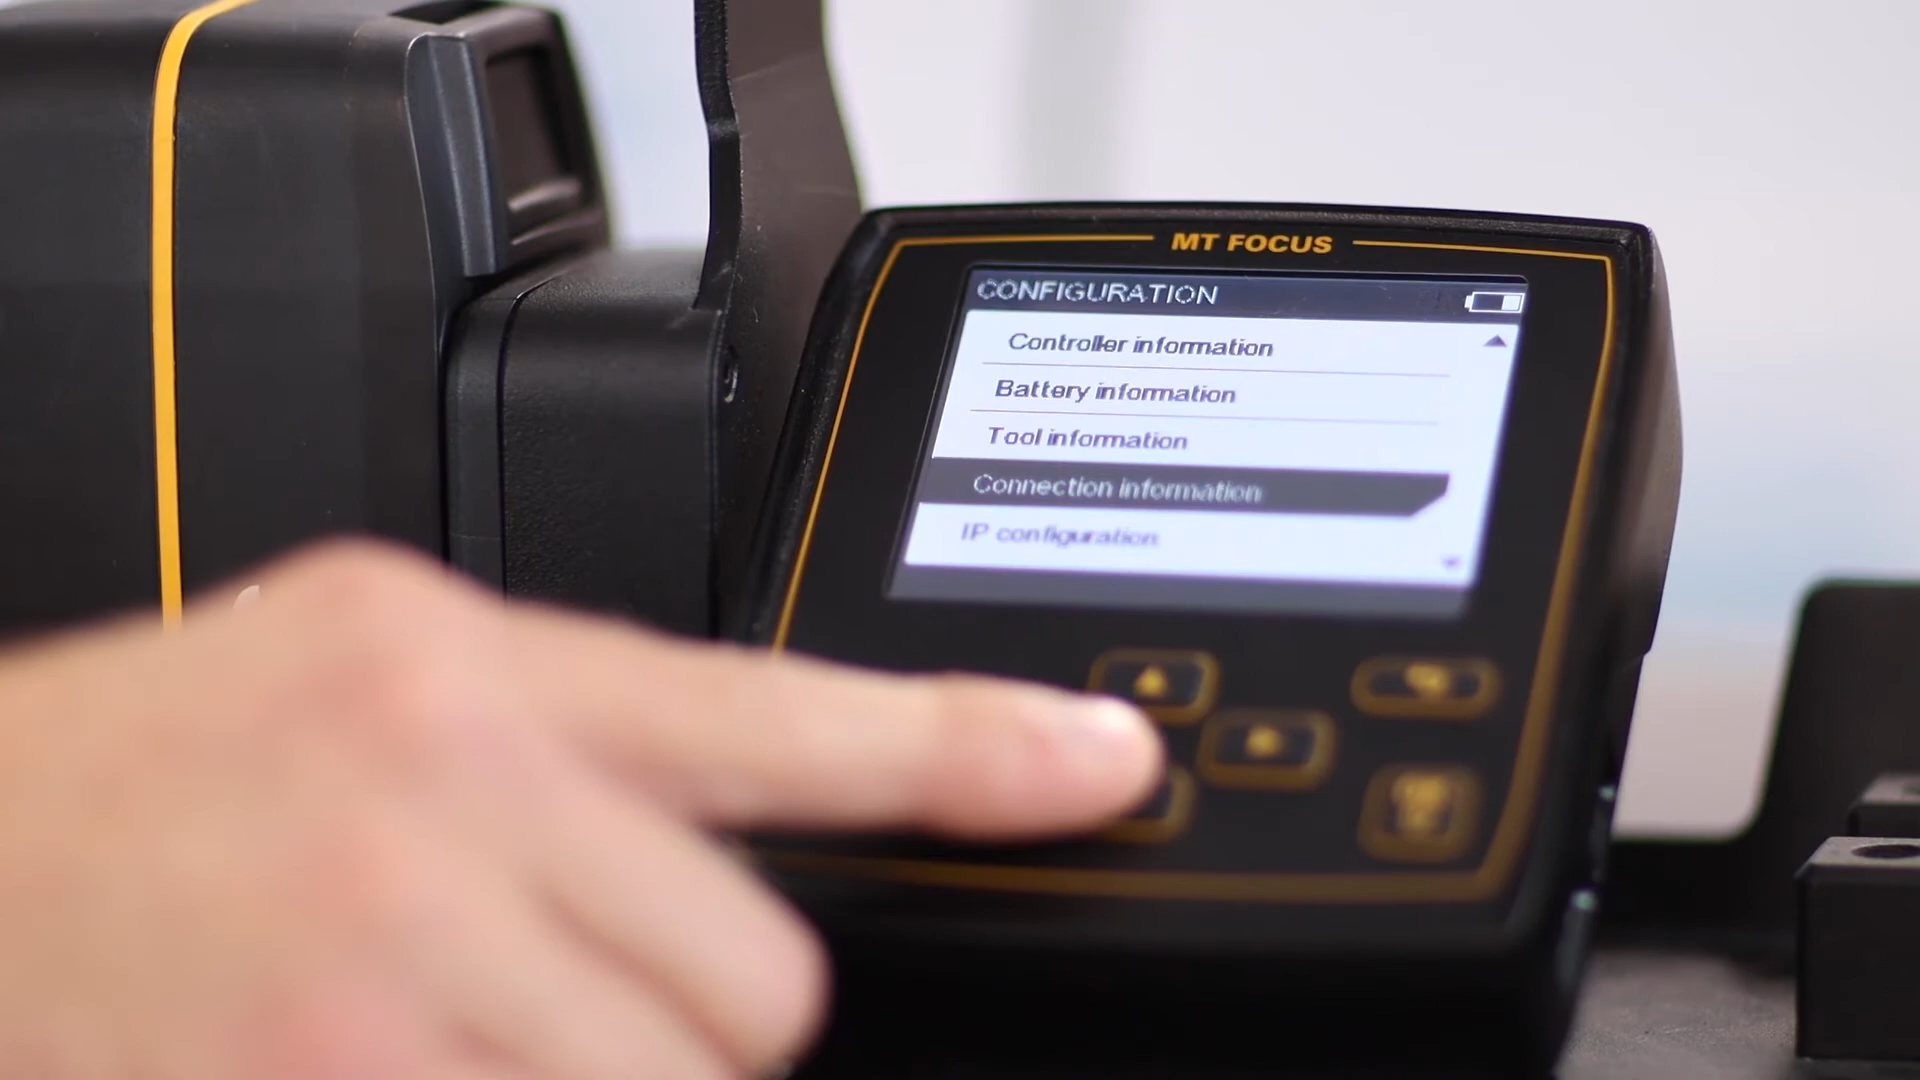 MT FOCUS
CONFIGURATION
Controller information
Battery information
Tool information
Connection information
IP configuration